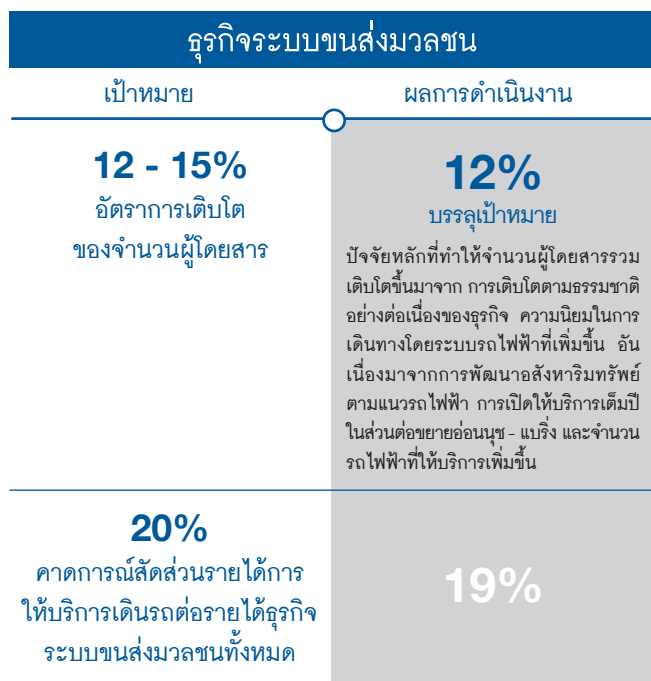 ธุรกิจระบบขนส่งมวลชน
เป้าหมาย
ผลการดำเนินงาน
12 - 15%
อัตราการเติบโต
ของจำนวนผู้โดยสาร
12%
บรรลุเป้าหมาย
ปัจจัยหลักที่ทำให้จำนวนผู้โดยสารรวม
เติบโตขึ้นมาจาก การเติบโตตามธรรมชาติ
อย่างต่อเนื่องของธุรกิจ ความนิยมในการ
เดินทางโดยระบบรถไฟฟ้าที่เพิ่มขึ้น อัน
เนื่องมาจากการพัฒนาอสังหาริมทรัพย์
ตามแนวรถไฟฟ้า การเปิดให้บริการเต็มปี
ในส่วนต่อขยายอ่อนนุช - แบริ่ง และจำนวน
รถไฟฟ้าที่ให้บริการเพิ่มขึ้น
20%
คาดการณ์สัดส่วนรายได้การ
ให้บริการเดินรถต่อรายได้ธุรกิจ
ระบบขนส่งมวลชนทั้งหมด
19%